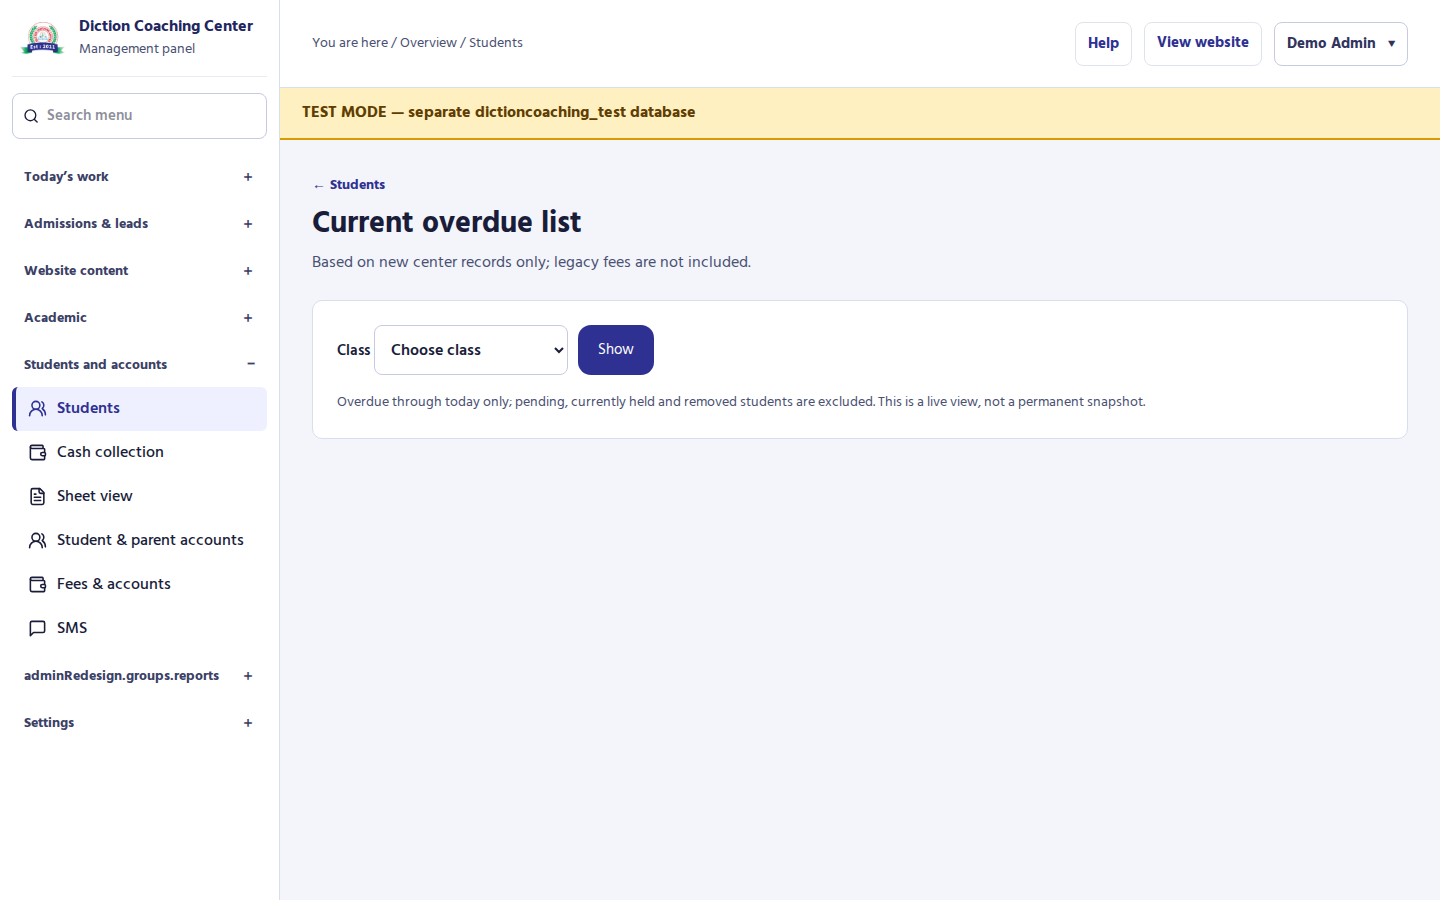 Diction Coaching Center
Management panel
Est : 2011
Search menu
Today’s work +
Admissions & leads +
Website content +
Academic +
Students and accounts −
Students
Cash collection
Sheet view
Student & parent accounts
Fees & accounts
SMS
adminRedesign.groups.reports +
Settings +
You are here / Overview / Students
Help
View website
Demo Admin ▾
TEST MODE — separate dictioncoaching_test database
← Students
Current overdue list
Based on new center records only; legacy fees are not included.
Class Choose class Show
Overdue through today only; pending, currently held and removed students are excluded. This is a live view, not a permanent snapshot.